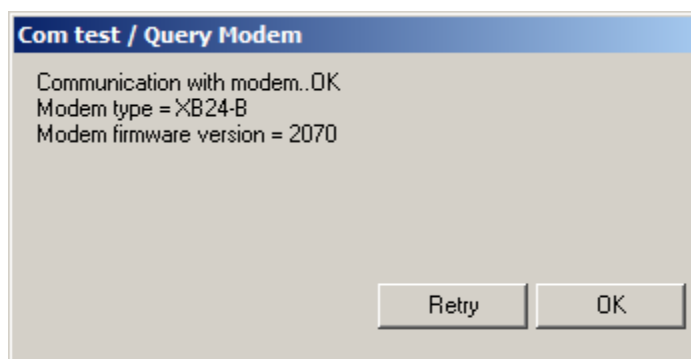 Com test / Query Modem
Communication with modem..OK
Modem type = XB24-B
Modem firmware version = 2070
Retry
OK